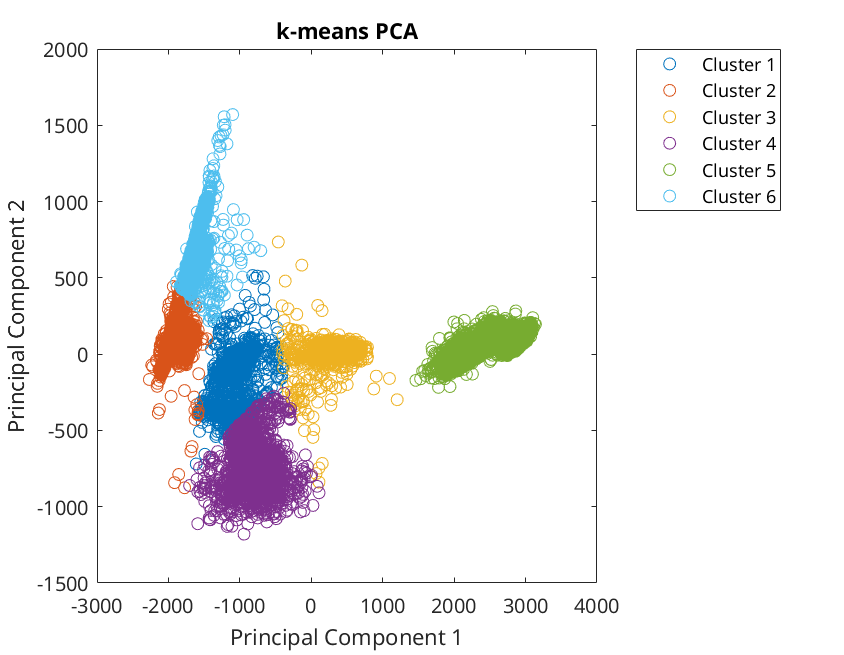 k-means PCA
2000
1500
1000
500
0
-500
-1000
-1500
Principal Component 2
-3000 -2000 -1000 0 1000 2000 3000 4000
Principal Component 1
Cluster 1
Cluster 2
Cluster 3
Cluster 4
Cluster 5
Cluster 6